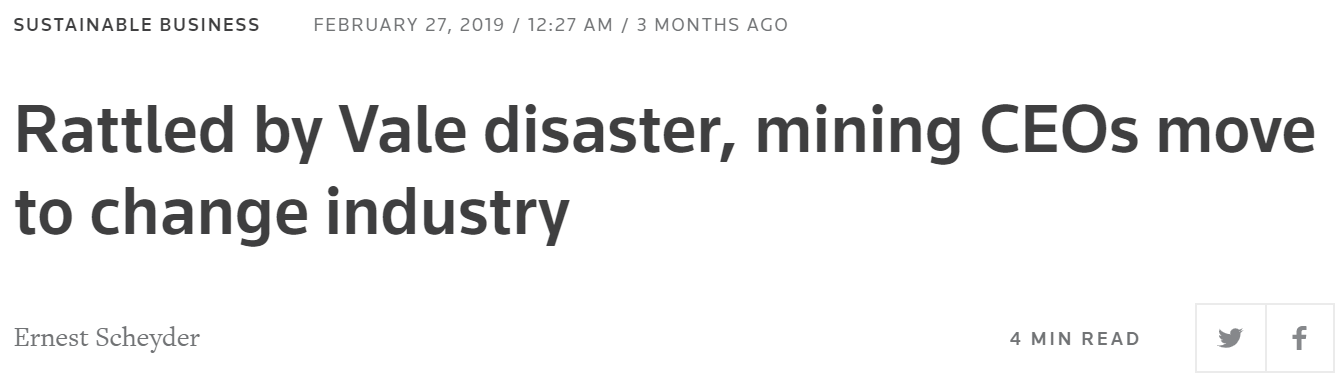 SUSTAINABLE BUSINESS FEBRUARY 27, 2019 / 12:27 AM / 3 MONTHS AGO
Rattled by Vale disaster, mining CEOs move
to change industry
Ernest Scheyder 4 MIN READ